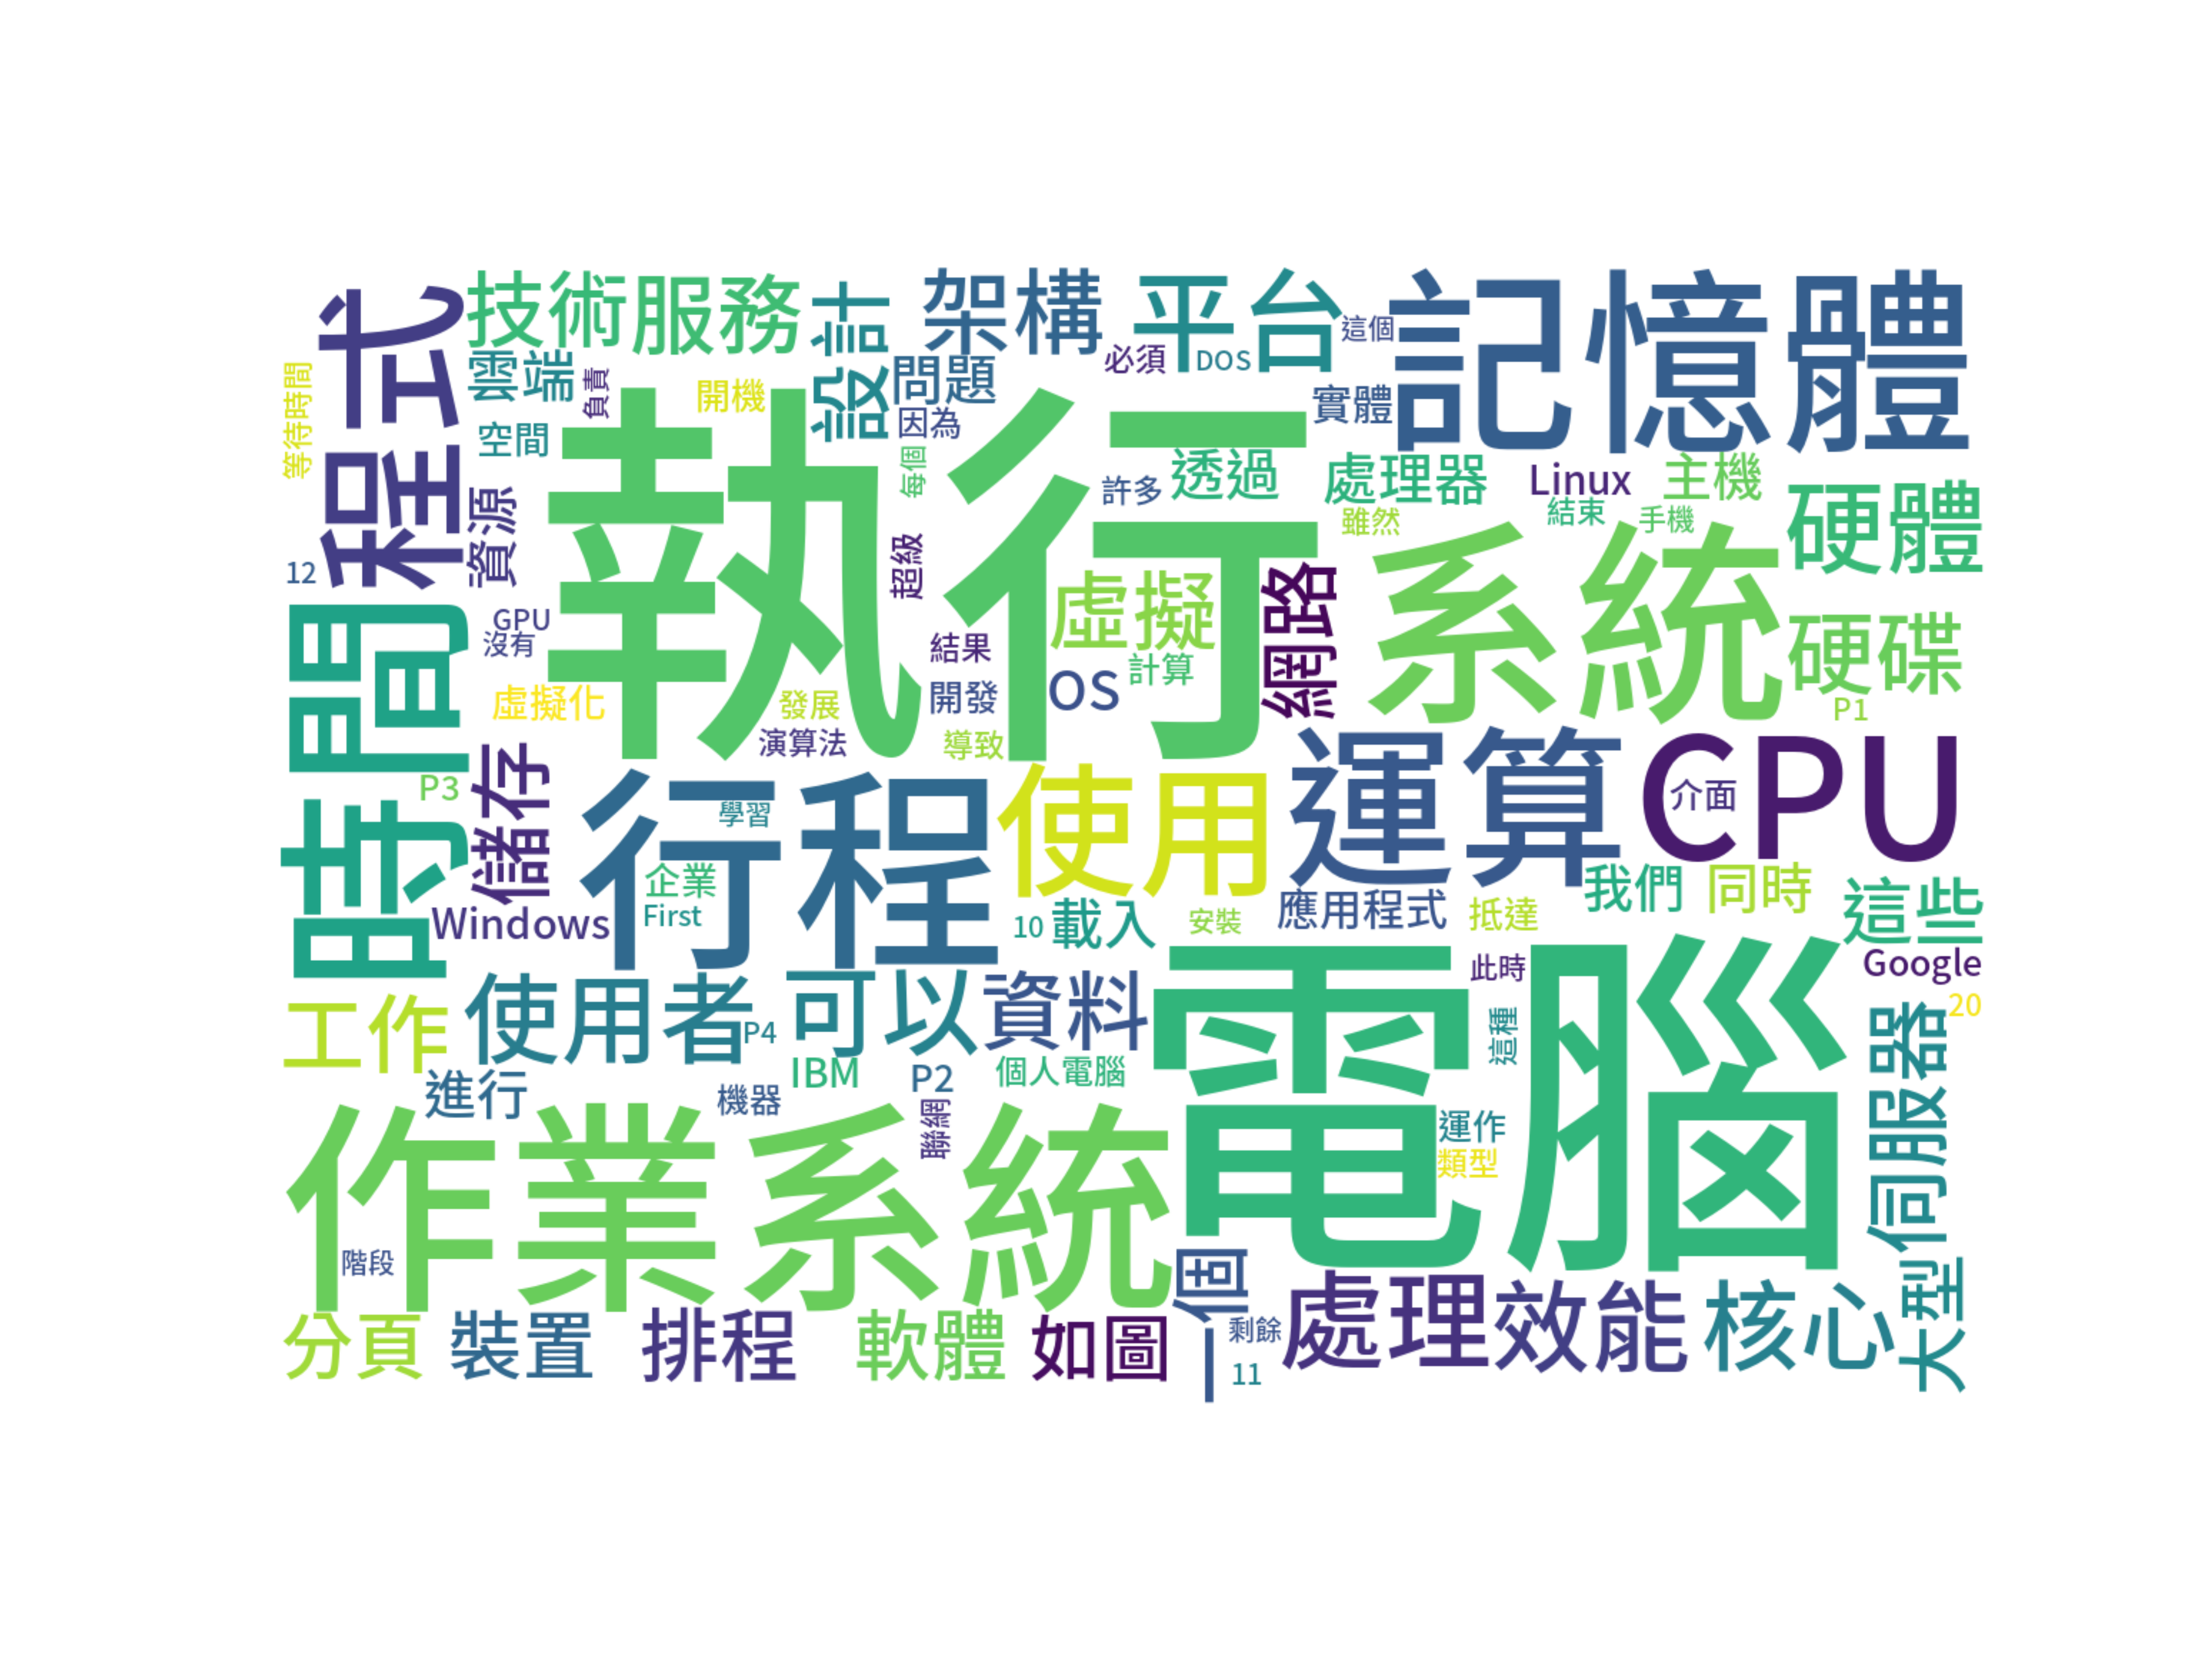 技術
服務
設計
架構
平台
這個
記憶體
程式
雲端
負責
開機
問題
必須
DOS
實體
等待時間
空間
因為
執行
每個
許多
透過
處理器
Linux
主機
結束
手機
雖然
硬體
資源
超級
12
系統
時間
GPU
沒有
結果
虛擬
計算
網路
硬碟
虛擬化
發展
開發
OS
P1
演算法
導致
P3
儲存
行程
學習
使用
運算
CPU
介面
企業
First
Windows
10
載入
安裝
應用程式
抵達
我們
同時
這些
Google
電腦
此時
20
工作
使用者
P4
可以
資料
這種
伺服器
進行
機器
IBM
P2
個人電腦
聯網
作業系統
運作
類型
階段
一個
大型
分頁
裝置
排程
軟體
如圖
剩餘
11
處理
效能
核心